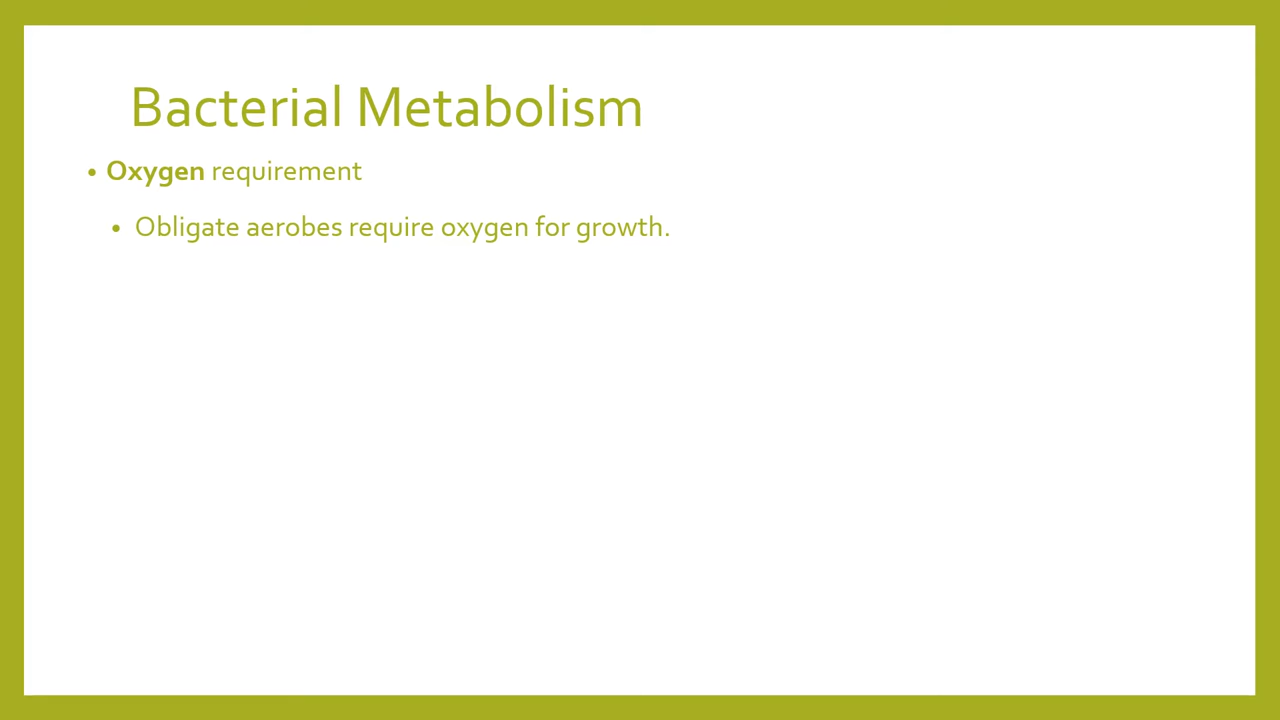 Bacterial Metabolism
• Oxygen requirement
• Obligate aerobes require oxygen for growth.